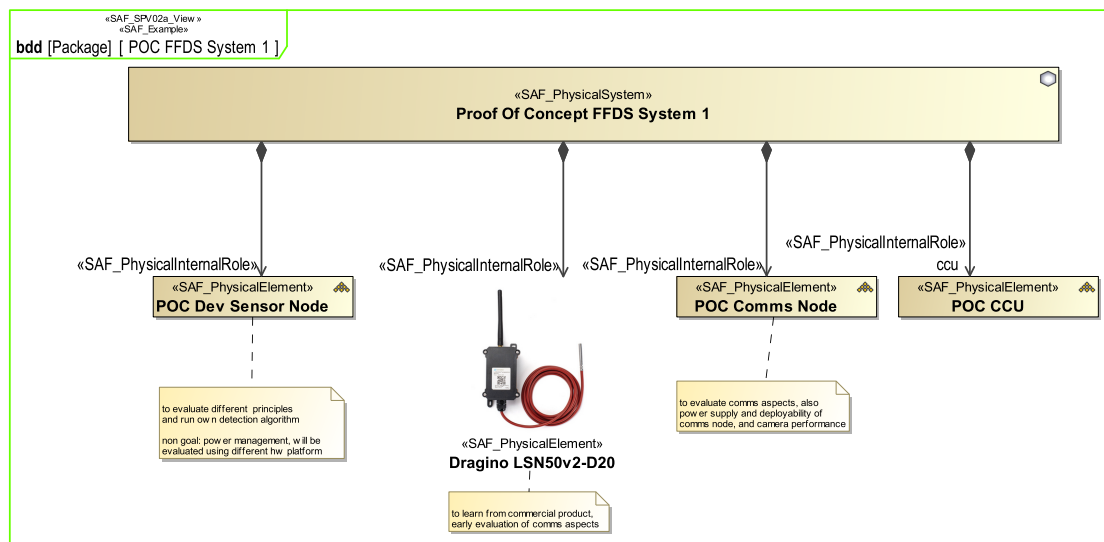 «SAF_SPV02a_View »
«SAF_Example»
bdd [Package] [ POC FFDS System 1 ]
«SAF_PhysicalSystem»
Proof Of Concept FFDS System 1
«SAF_PhysicalInternalRole»
«SAF_PhysicalInternalRole»
«SAF_PhysicalInternalRole»
«SAF_PhysicalInternalRole»
ccu
«SAF_PhysicalElement»
POC Dev Sensor Node
«SAF_PhysicalElement»
POC Comms Node
«SAF_PhysicalElement»
POC CCU
to evaluate different principles
and run own detection algorithm
non goal: power management, will be
evaluated using different hw platform
«SAF_PhysicalElement»
Dragino LSN50v2-D20
to evaluate comms aspects, also
power supply and deployability of
comms node, and camera performance
to learn from commercial product,
early evaluation of comms aspects